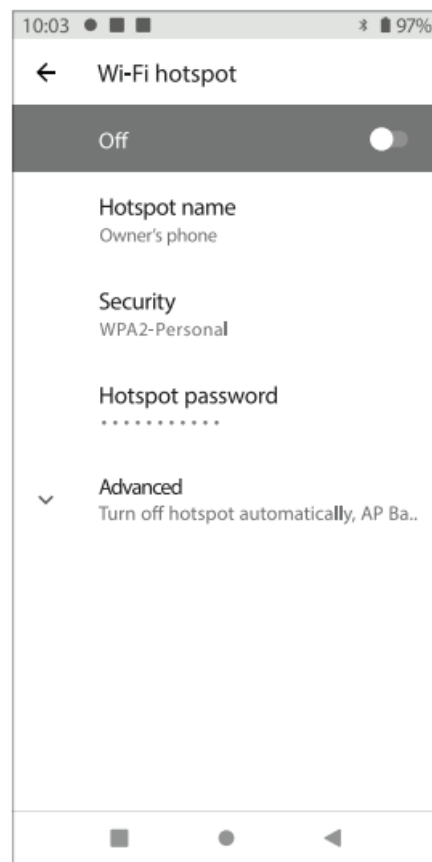 10:03 97%
Wi-Fi hotspot
Off
Hotspot name
Owner's phone
Security
WPA2-Personal
Hotspot password
Advanced
Turn off hotspot automatically, AP Ba..